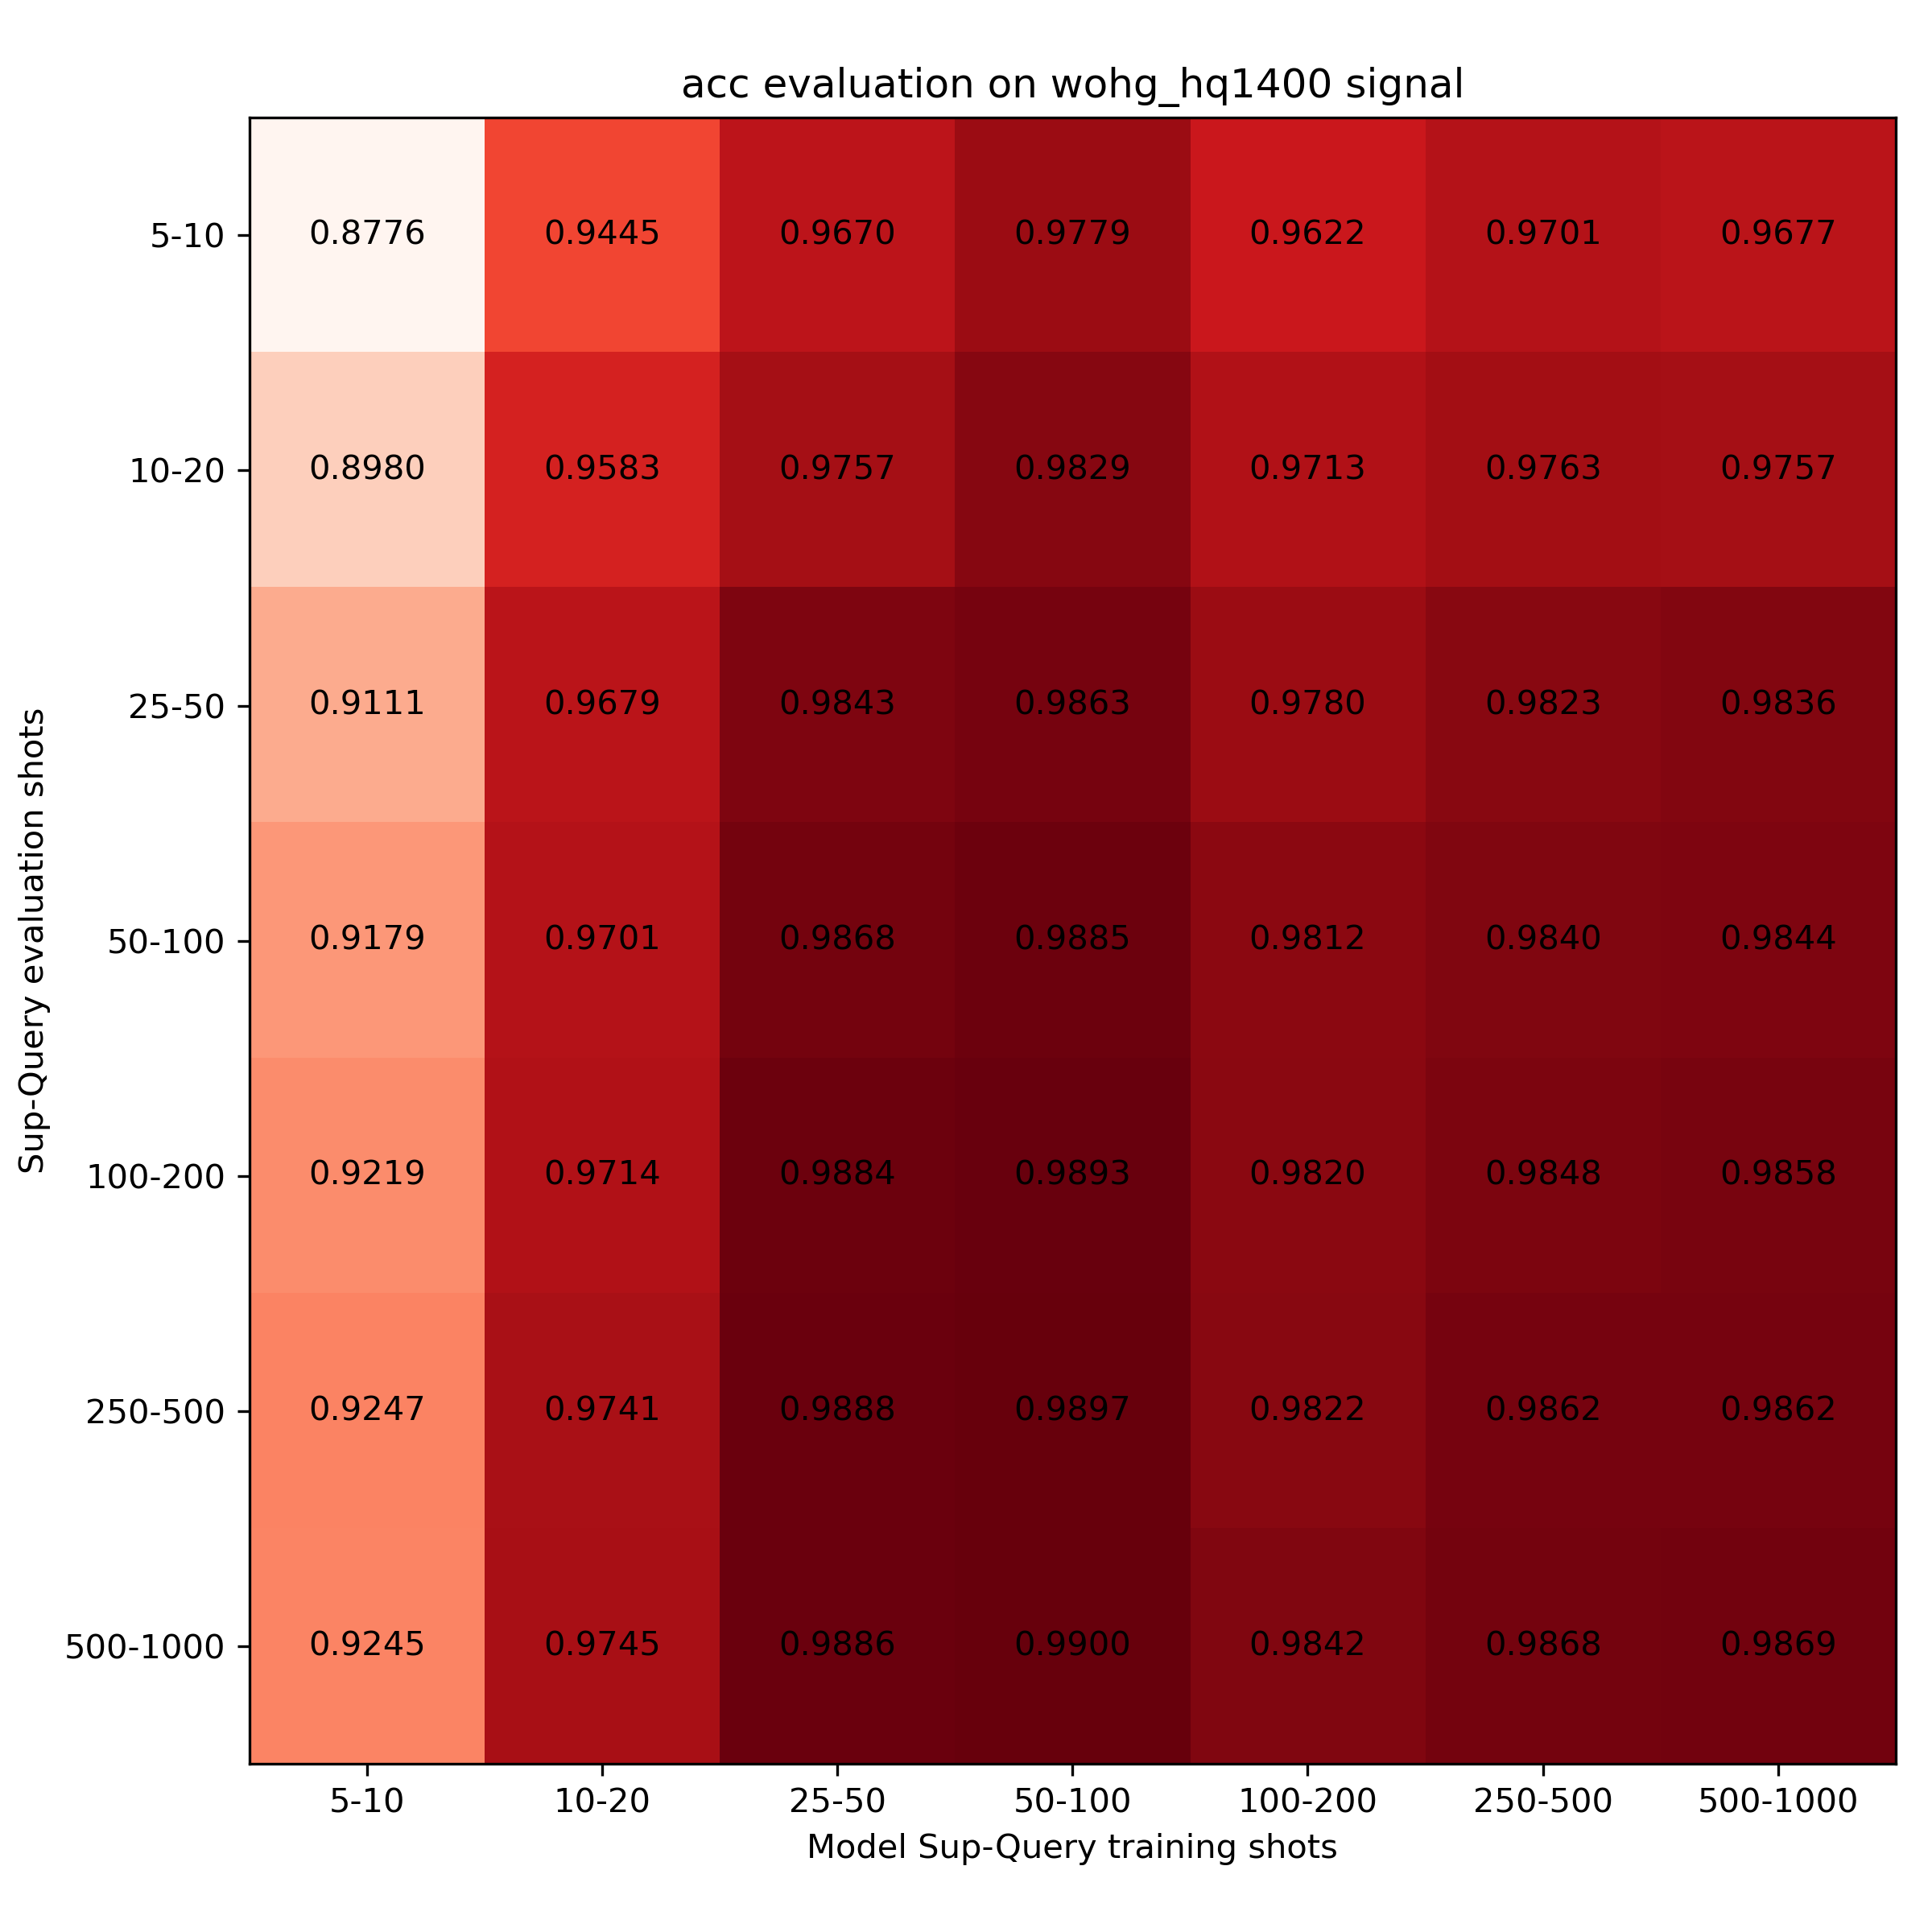 acc evaluation on wohg_hq1400 signal
Sup-Query evaluation shots
5-10 0.8776 0.9445 0.9670 0.9779 0.9622 0.9701 0.9677
10-20 0.8980 0.9583 0.9757 0.9829 0.9713 0.9763 0.9757
25-50 0.9111 0.9679 0.9843 0.9863 0.9780 0.9823 0.9836
50-100 0.9179 0.9701 0.9868 0.9885 0.9812 0.9840 0.9844
100-200 0.9219 0.9714 0.9884 0.9893 0.9820 0.9848 0.9858
250-500 0.9247 0.9741 0.9888 0.9897 0.9822 0.9862 0.9862
500-1000 0.9245 0.9745 0.9886 0.9900 0.9842 0.9868 0.9869
5-10 10-20 25-50 50-100 100-200 250-500 500-1000
Model Sup-Query training shots